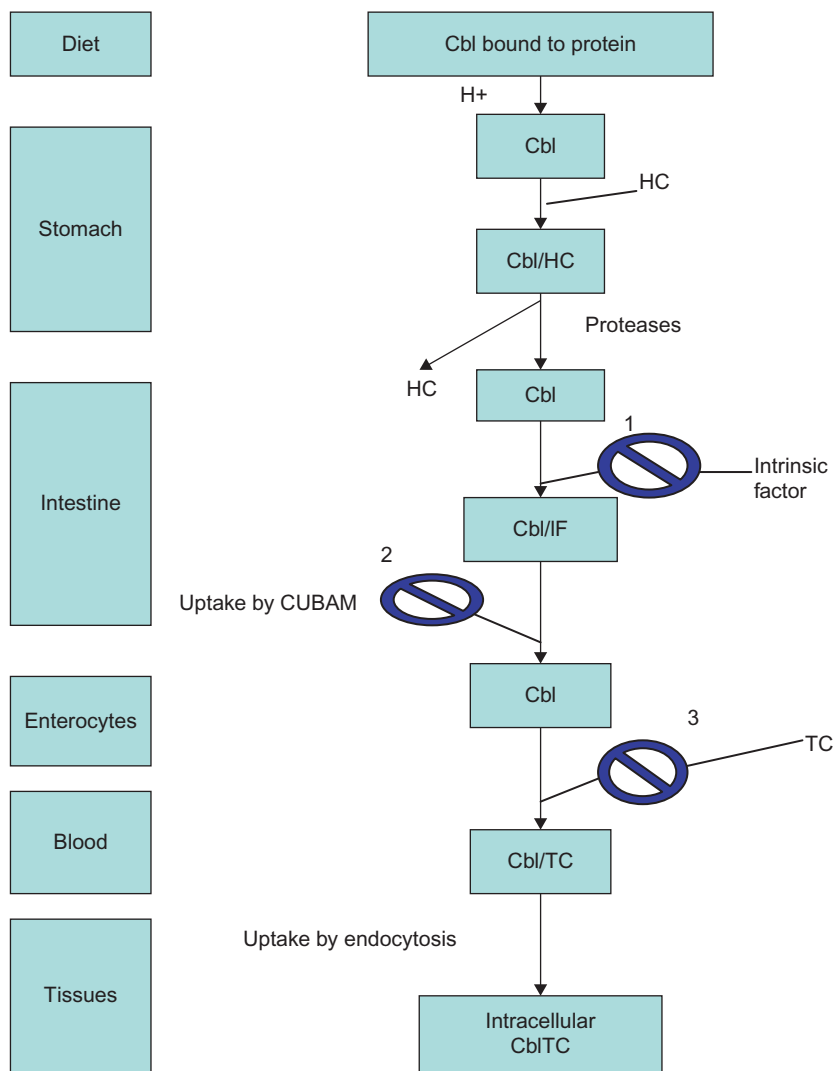 Diet
Cbl bound to protein
H+
Cbl
HC
Stomach
Cbl/HC
Proteases
HC
Cbl
1
Intrinsic
factor
Intestine
Cbl/IF
2
Uptake by CUBAM
Cbl
Enterocytes
3
TC
Blood
Cbl/TC
Uptake by endocytosis
Tissues
Intracellular
CblTC